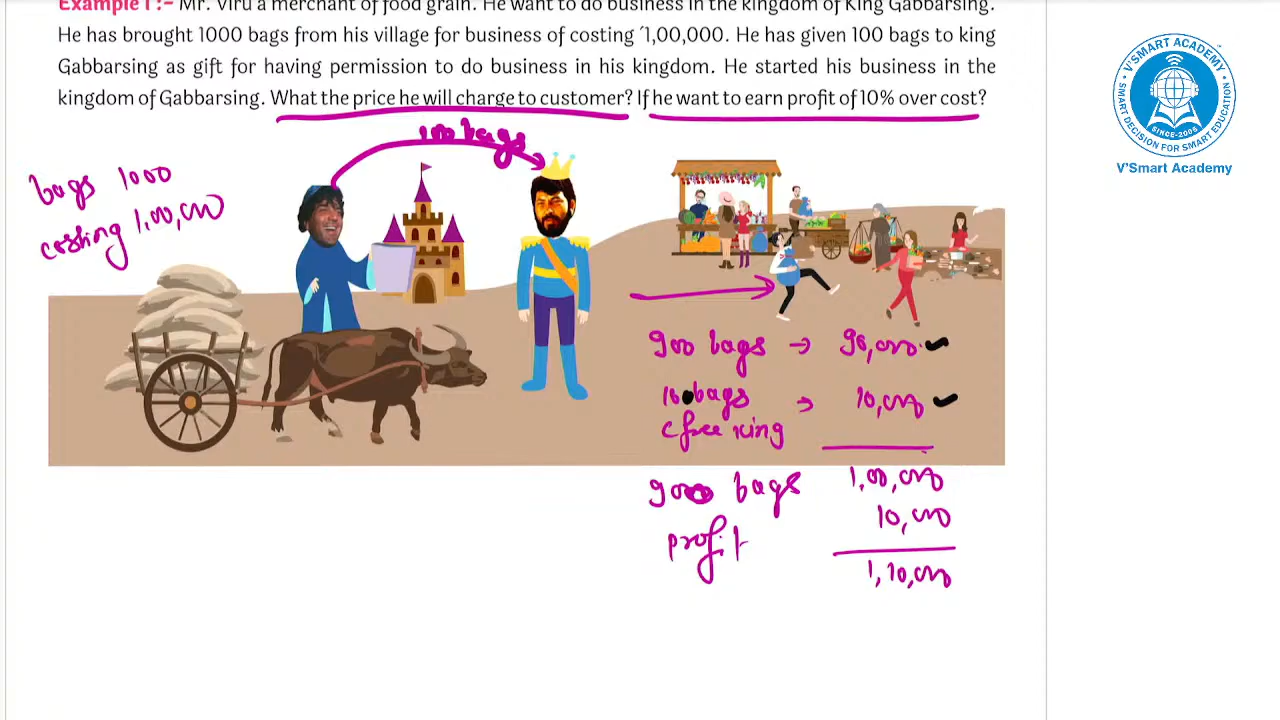 Example 1:- Mr. Viru a merchant of food grain. He want to do business in the kingdom of King Gabbarsing.
He has brought 1000 bags from his village for business of costing ´1,00,000. He has given 100 bags to king
Gabbarsing as gift for having permission to do business in his kingdom. He started his business in the
kingdom of Gabbarsing. What the price he will charge to customer? If he want to earn profit of 10% over cost?
V'SMART ACADEMY
SMART DECISION FOR SMART EDUCATION
SINCE-2006
V'Smart Academy
100 bags
bags 1000
costing 1,00,000
900 bags → 90,000
100 bags → 10,000
free king
900 bags 1,00,000
profit 10,000
1,10,000